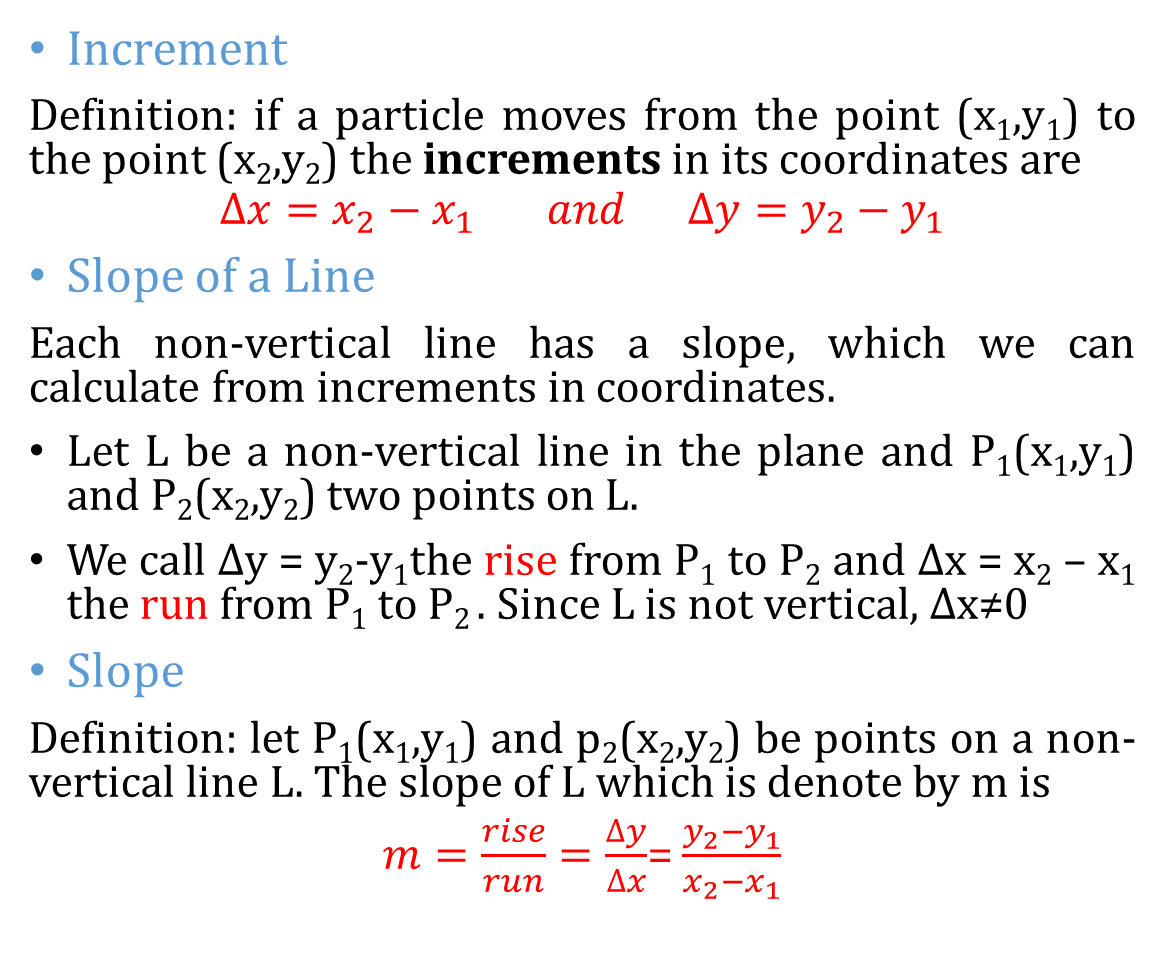 • Increment
Definition: if a particle moves from the point (x₁,y₁) to
the point (x₂,y₂) the increments in its coordinates are
Δx = x₂ − x₁ and Δy = y₂ − y₁
• Slope of a Line
Each non-vertical line has a slope, which we can
calculate from increments in coordinates.
• Let L be a non-vertical line in the plane and P₁(x₁,y₁)
and P₂(x₂,y₂) two points on L.
• We call Δy = y₂-y₁the rise from P₁ to P₂ and Δx = x₂ – x₁
the run from P₁ to P₂ . Since L is not vertical, Δx≠0
• Slope
Definition: let P₁(x₁,y₁) and p₂(x₂,y₂) be points on a non-
vertical line L. The slope of L which is denote by m is
m = rise/run = Δy/Δx= y₂−y₁/x₂−x₁